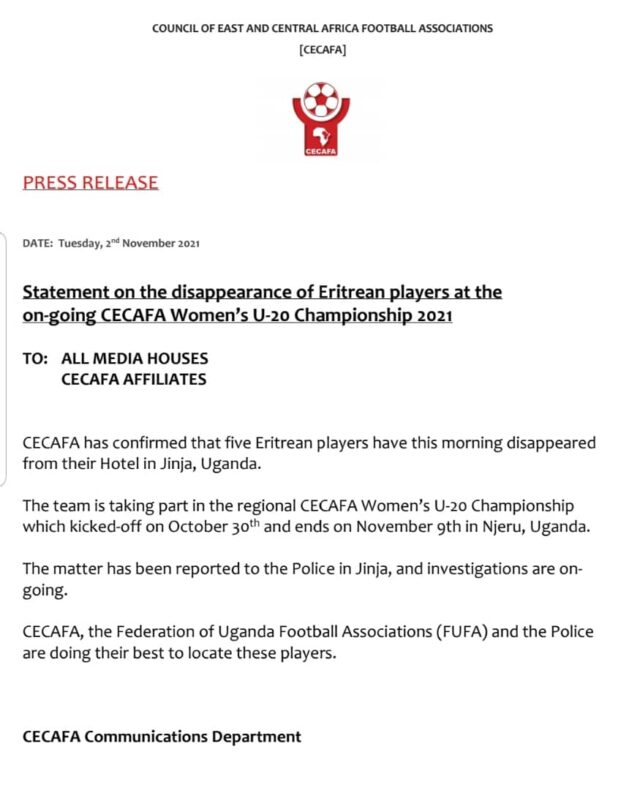 COUNCIL OF EAST AND CENTRAL AFRICA FOOTBALL ASSOCIATIONS
[CECAFA]
CECAFA
PRESS RELEASE
DATE: Tuesday, 2nd November 2021
Statement on the disappearance of Eritrean players at the
on-going CECAFA Women's U-20 Championship 2021
TO: ALL MEDIA HOUSES
CECAFA AFFILIATES
CECAFA has confirmed that five Eritrean players have this morning disappeared
from their Hotel in Jinja, Uganda.
The team is taking part in the regional CECAFA Women's U-20 Championship
which kicked-off on October 30th and ends on November 9th in Njeru, Uganda.
The matter has been reported to the Police in Jinja, and investigations are on-
going.
CECAFA, the Federation of Uganda Football Associations (FUFA) and the Police
are doing their best to locate these players.
CECAFA Communications Department